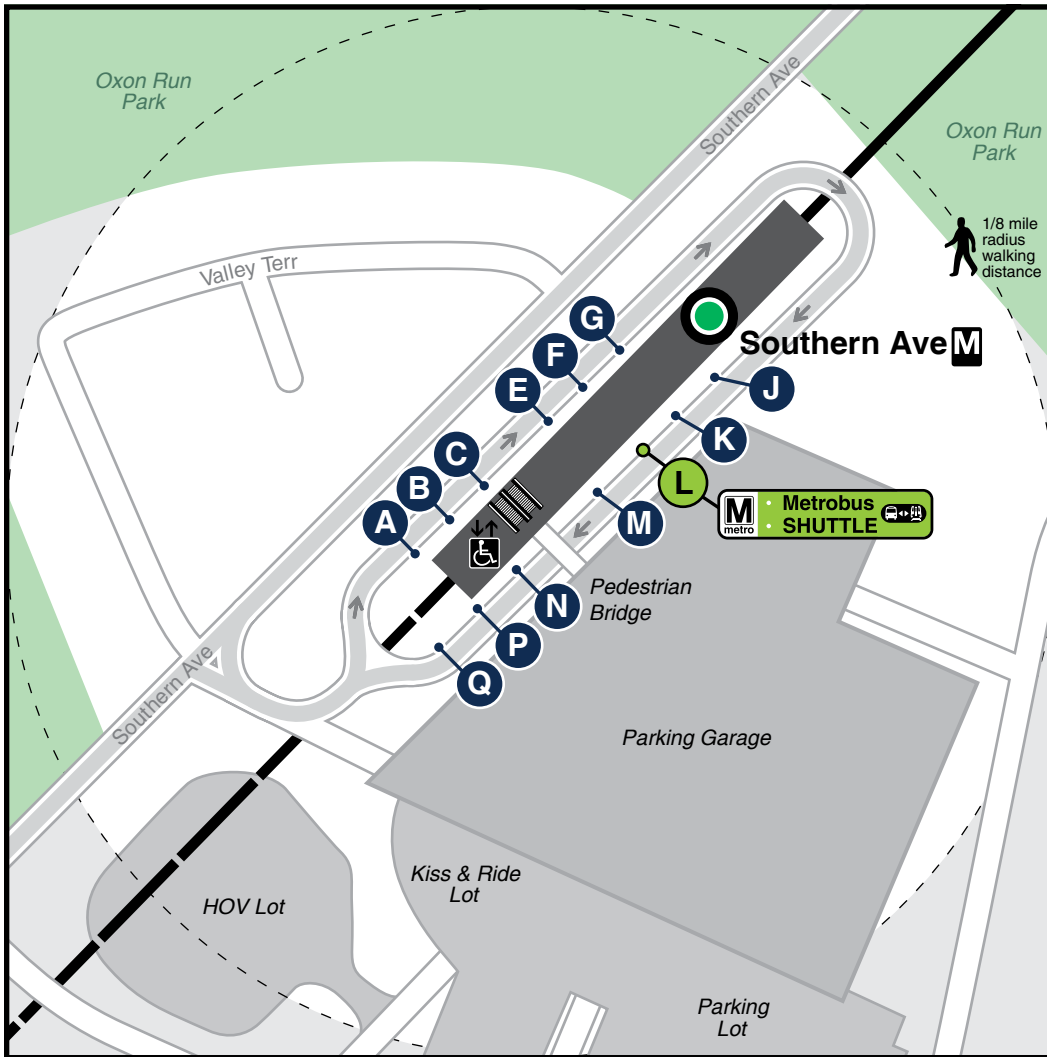 Oxon Run
Park
Southern Ave
Oxon Run
Park
1/8 mile
radius
walking
distance
Valley Terr
G
F
E
C
B
A
Southern Ave M
J
K
L
M
N
P
Q
M
metro
· Metrobus
· SHUTTLE
Pedestrian
Bridge
Southern Ave
Parking Garage
Kiss & Ride
Lot
HOV Lot
Parking
Lot